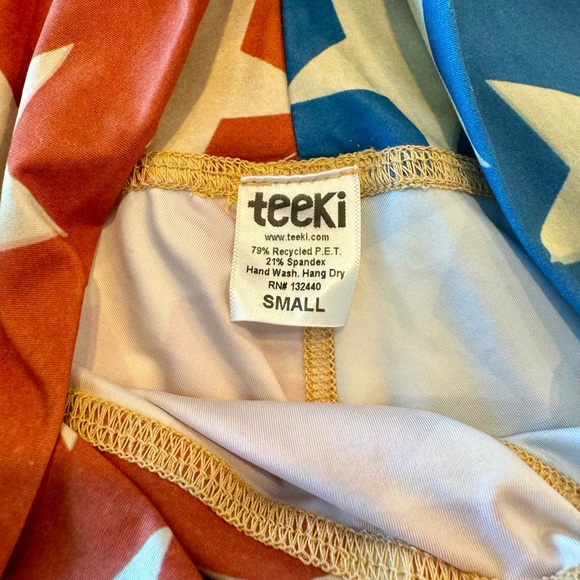 teeki
www.teeki.com
79% Recycled P.E.T.
21% Spandex
Hand Wash. Hang Dry
RN# 132440
SMALL